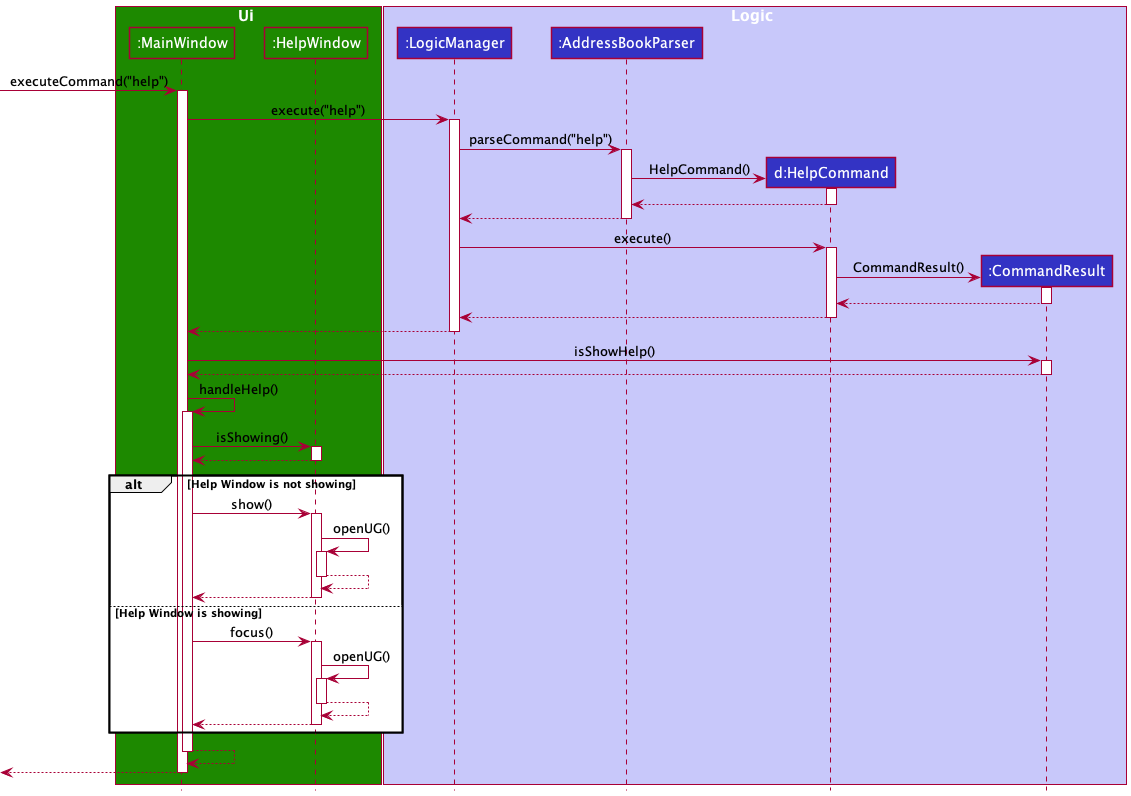 Ui
Logic
:MainWindow
:HelpWindow
:LogicManager
:AddressBookParser
executeCommand("help")
execute("help")
parseCommand("help")
HelpCommand()
d:HelpCommand
execute()
CommandResult()
:CommandResult
isShowHelp()
handleHelp()
isShowing()
alt
[Help Window is not showing]
show()
openUG()
[Help Window is showing]
focus()
openUG()